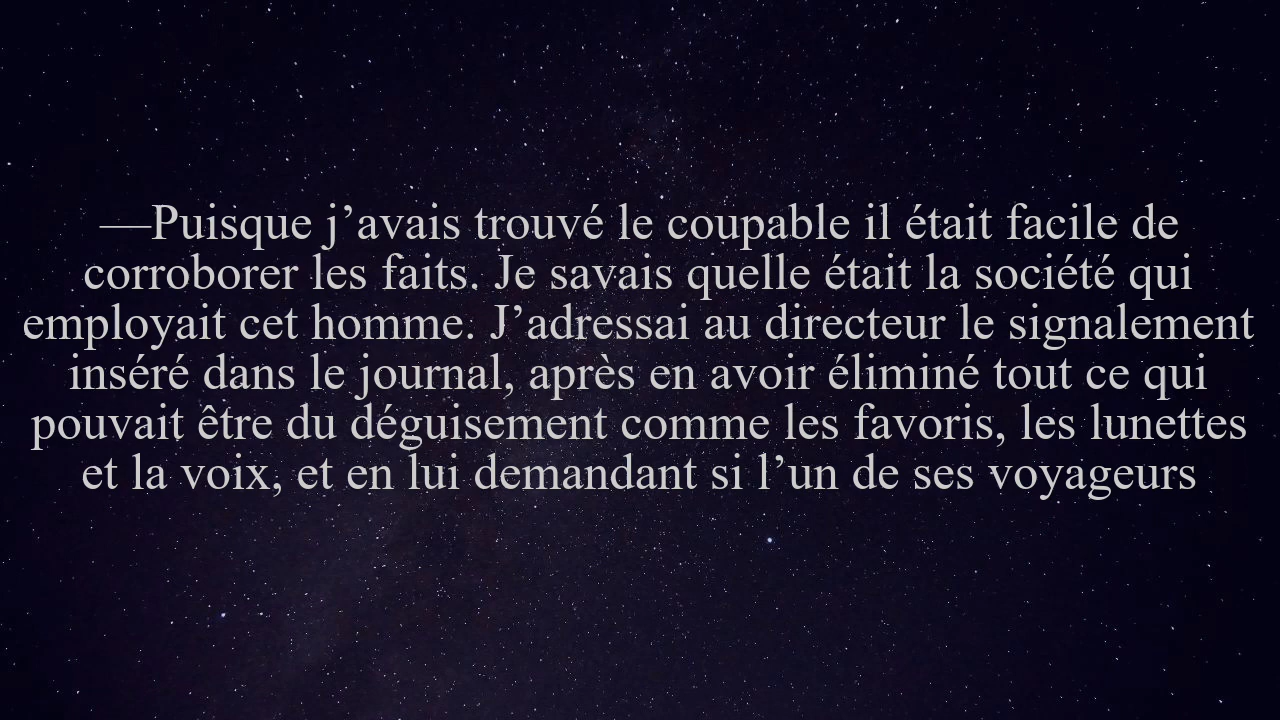 —Puisque j’avais trouvé le coupable il était facile de
corroborer les faits. Je savais quelle était la société qui
employait cet homme. J’adressai au directeur le signalement
inséré dans le journal, après en avoir éliminé tout ce qui
pouvait être du déguisement comme les favoris, les lunettes
et la voix, et en lui demandant si l’un de ses voyageurs